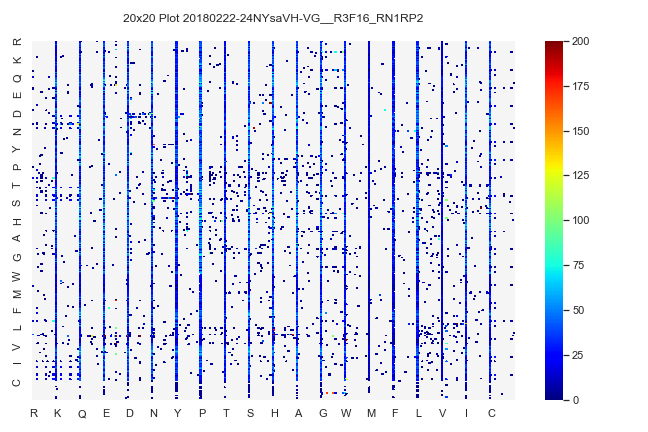 20x20 Plot 20180222-24NYsaVH-VG__R3F16_RN1RP2
R
K
Q
E
D
N
Y
P
T
S
H
A
G
W
M
F
L
V
I
C
R K Q E D N Y P T S H A G W M F L V I C
200
175
150
125
100
75
50
25
0